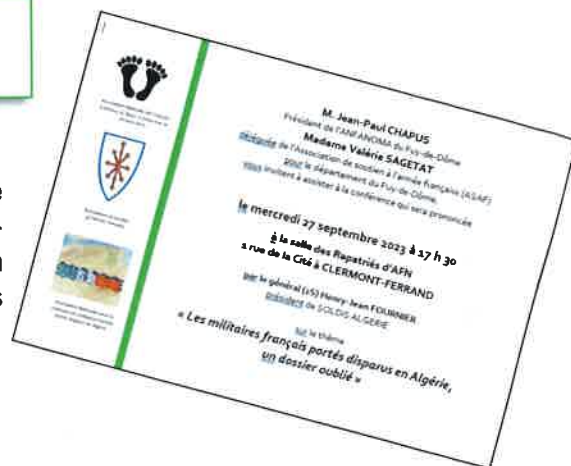 M. Jean-Paul CHAPUS
Président de l'ANFANOMA du Puy-de-Dôme
Madame Valérie SAGETAT
déléguée de l'Association de soutien à l'armée française (ASAF)
pour le département du Puy-de-Dôme,
vous invitent à assister à la conférence qui sera prononcée
le mercredi 27 septembre 2023 à 17 h 30
à la salle des Rapatriés d'AFN
1 rue de la Cité à CLERMONT-FERRAND
par le général (2S) Henry-Jean FOURNIER
président de SOLDIS ALGERIE
sur le thème
« Les militaires français portés disparus en Algérie,
un dossier oublié »